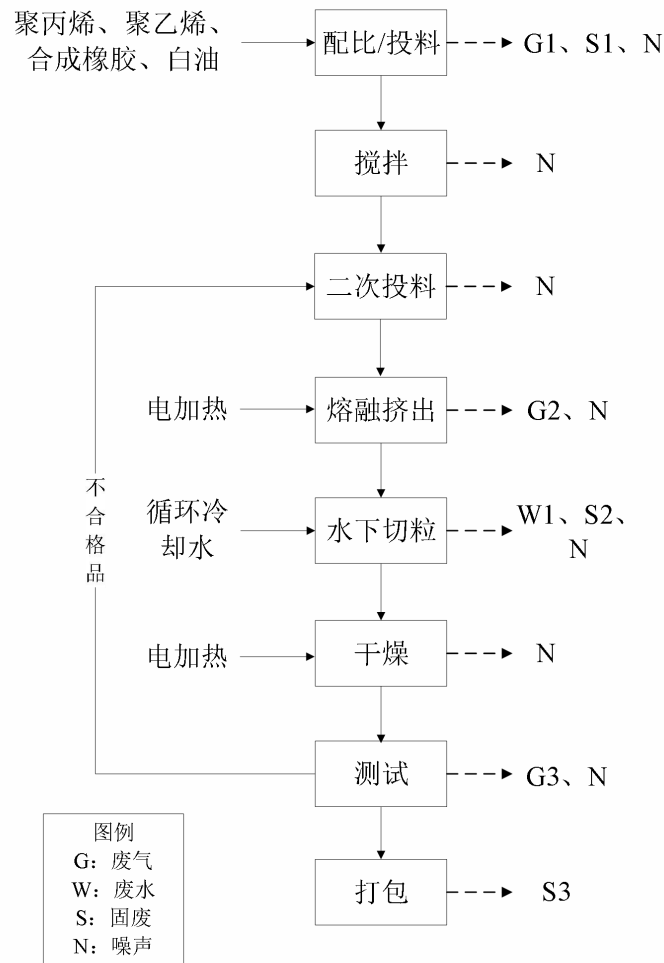 聚丙烯、聚乙烯、
合成橡胶、白油
配比/投料
G1、S1、N
搅拌
N
二次投料
N
电加热
熔融挤出
G2、N
不合格品
循环冷
却水
水下切粒
W1、S2、
N
电加热
干燥
N
测试
G3、N
打包
S3
图例
G：废气
W：废水
S：固废
N：噪声